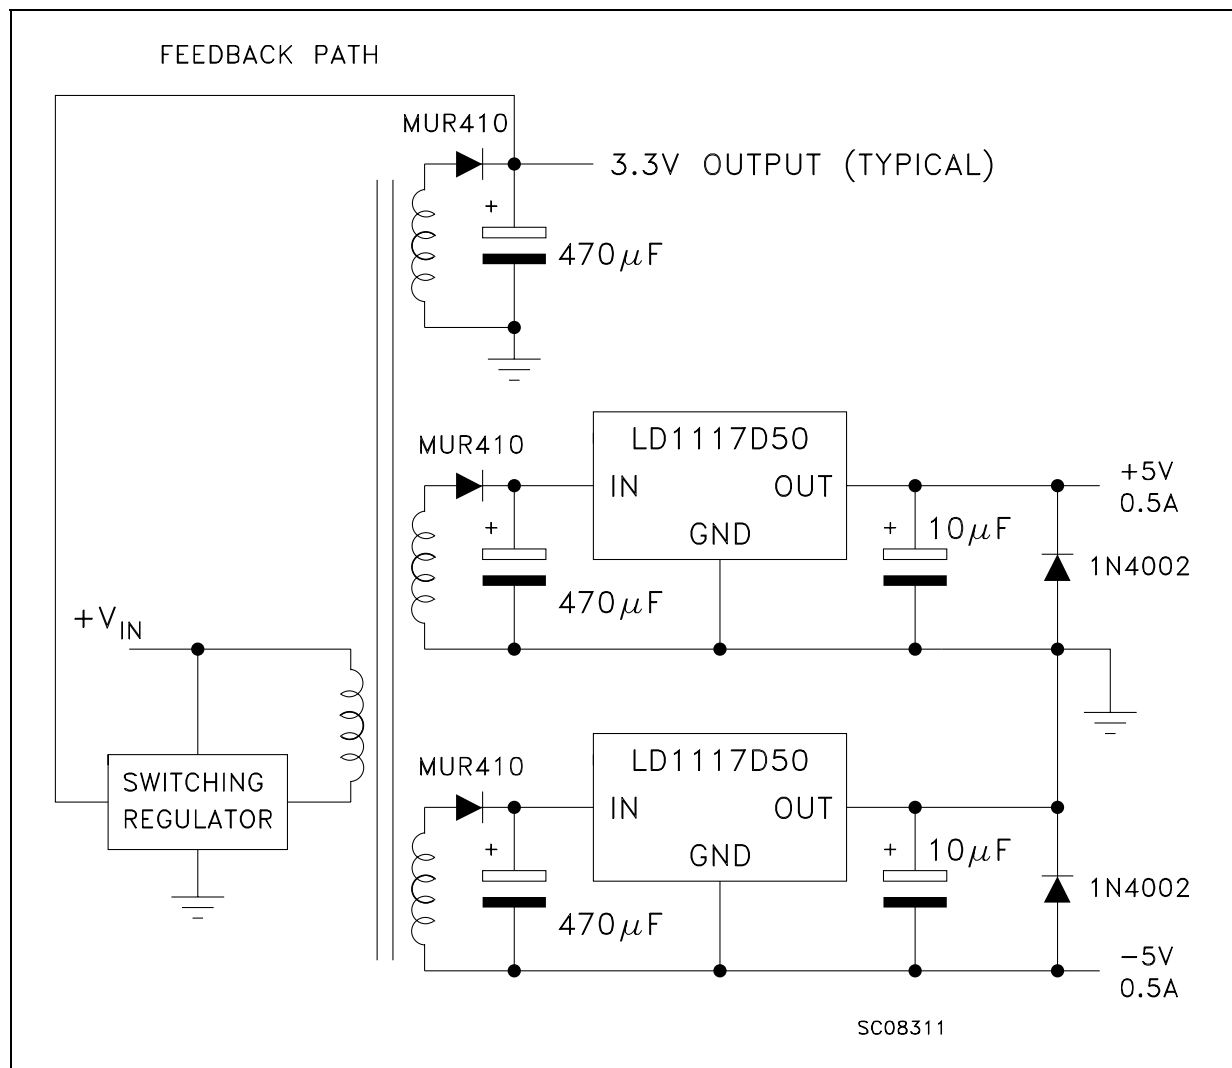 FEEDBACK PATH
MUR410
3.3V OUTPUT (TYPICAL)
+
470μF
LD1117D50
MUR410
IN OUT
+5V
0.5A
GND
+
+
10μF
470μF
1N4002
+VIN
LD1117D50
MUR410
SWITCHING
REGULATOR
IN OUT
GND
+
+
10μF
470μF
1N4002
-5V
0.5A
SC08311